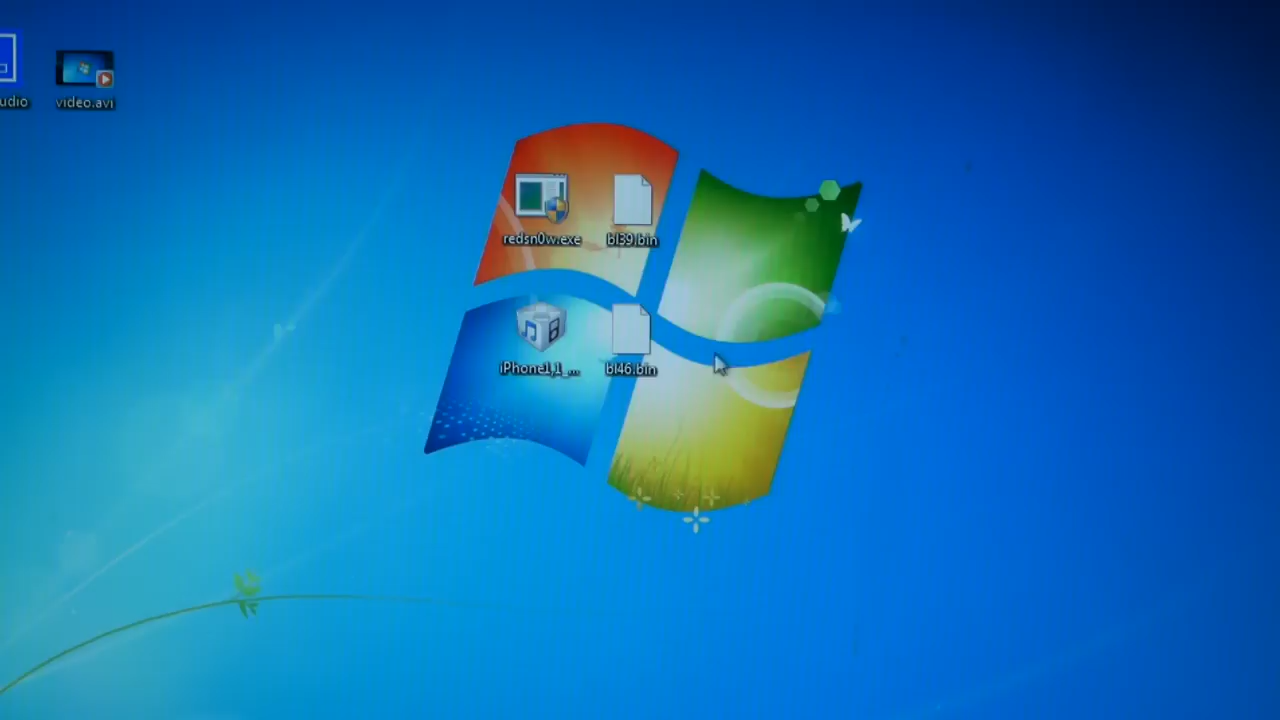 udio
video.avi
redsn0w.exe
bl39.bin
iPhone1,1_...
bl46.bin